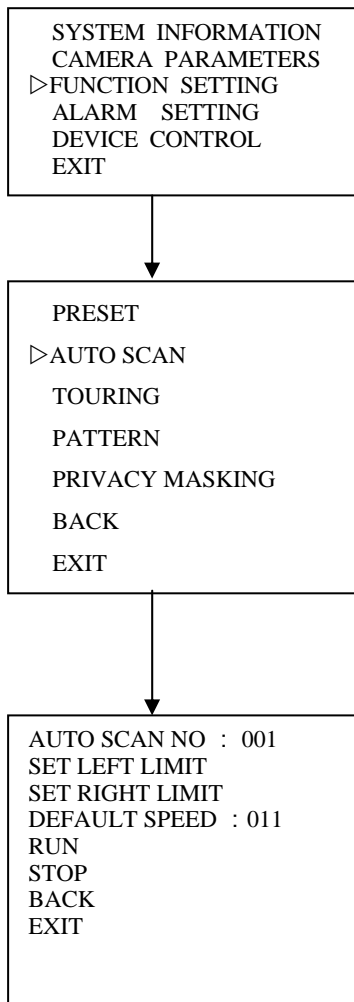 SYSTEM INFORMATION
CAMERA PARAMETERS
▷FUNCTION SETTING
ALARM SETTING
DEVICE CONTROL
EXIT
PRESET
▷AUTO SCAN
TOURING
PATTERN
PRIVACY MASKING
BACK
EXIT
AUTO SCAN NO : 001
SET LEFT LIMIT
SET RIGHT LIMIT
DEFAULT SPEED : 011
RUN
STOP
BACK
EXIT